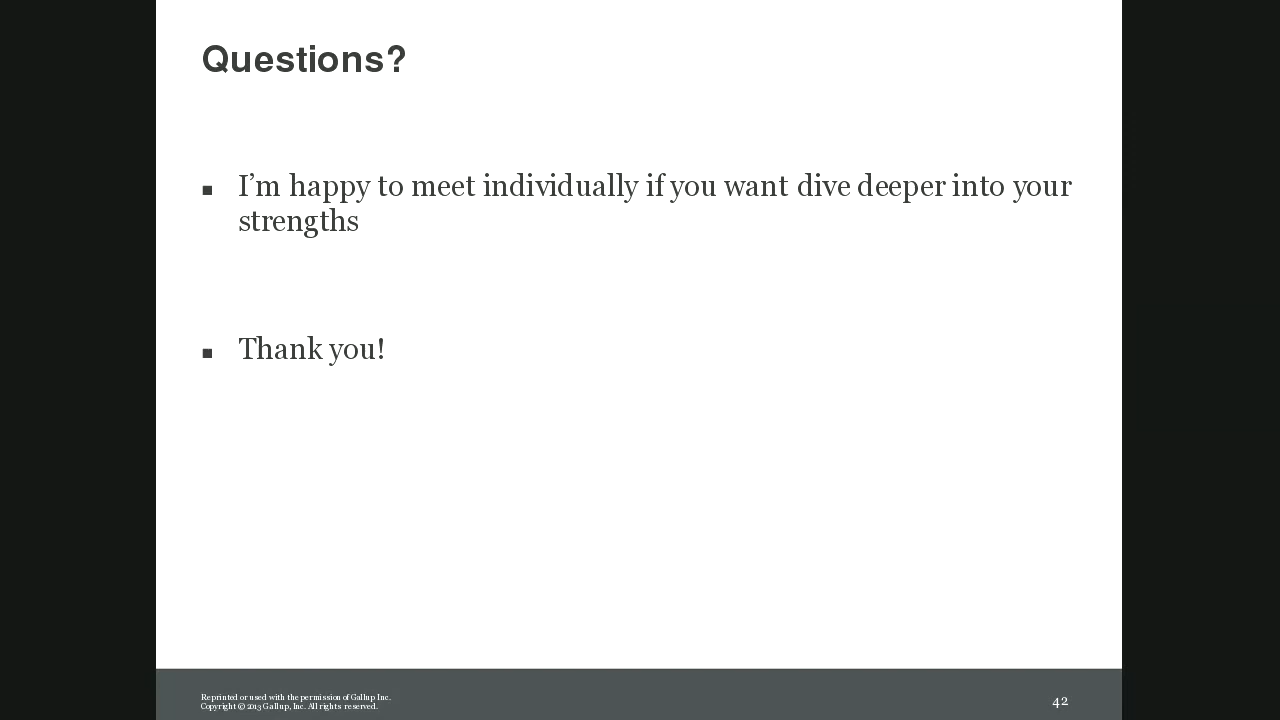 Questions?
▪ I’m happy to meet individually if you want dive deeper into your
strengths
▪ Thank you!
Reprinted or used with the permission of Gallup Inc.
Copyright © 2013 Gallup, Inc. All rights reserved.
42